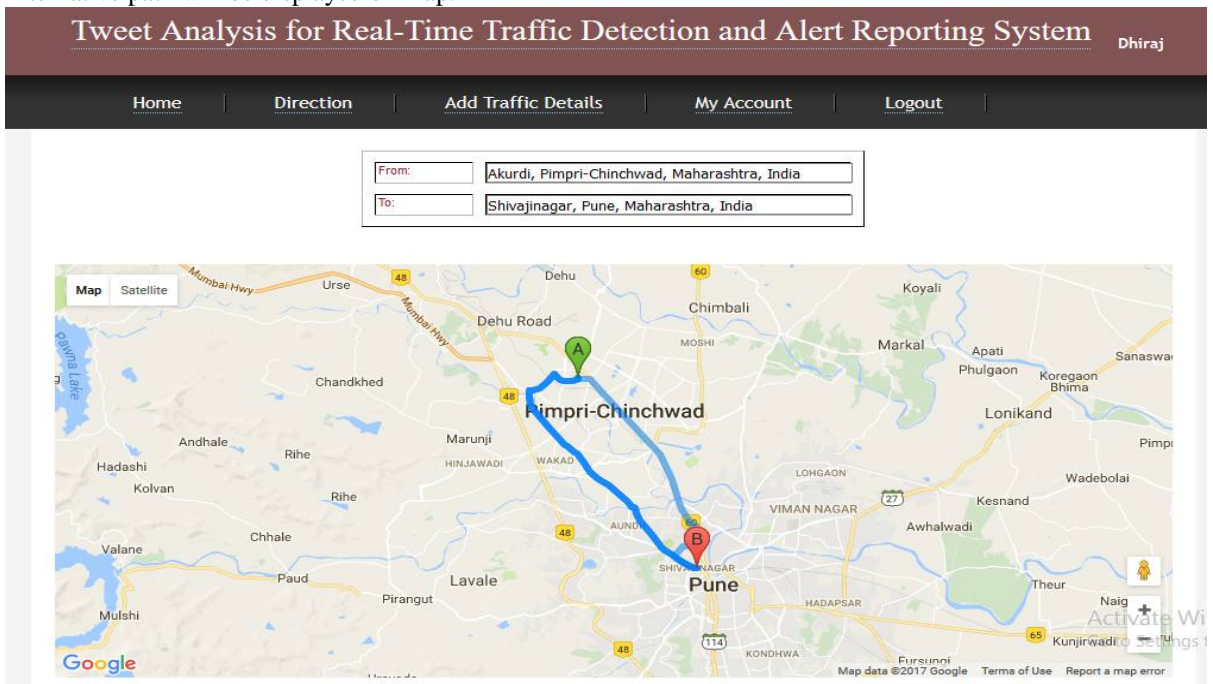 Tweet Analysis for Real-Time Traffic Detection and Alert Reporting System
Dhiraj
Home
Direction
Add Traffic Details
My Account
Logout
From:
Akurdi, Pimpri-Chinchwad, Maharashtra, India
To:
Shivajinagar, Pune, Maharashtra, India
Map
Satellite
Mumbai Hwy
Urse
48
Dehu
60
Koyali
Mumbai Hwy
Chimbali
Dehu Road
MOSHI
Markal
Apati
Sanaswa
Pawna Lake
A
Phulgaon
Koregaon
Bhima
Chandkhed
48
Pimpri-Chinchwad
Lonikand
Andhale
Marunji
Pimp
Hadashi
Rihe
HINJAWADI
WAKAD
LOHGAON
Wadebolai
Kolvan
Rihe
VIMAN NAGAR
27
Kesnand
Chhale
48
AUND
60
Awhalwadi
Valane
B
Paud
Lavale
SHIVAJINAGAR
Pune
Theur
Pirangut
HADAPSAR
Naig
Mulshi
+
Activate Wi
114
65
Kunjirwadi
48
KONDHWA
Fursungi
Google
Map data ©2017 Google
Terms of Use
Report a map error